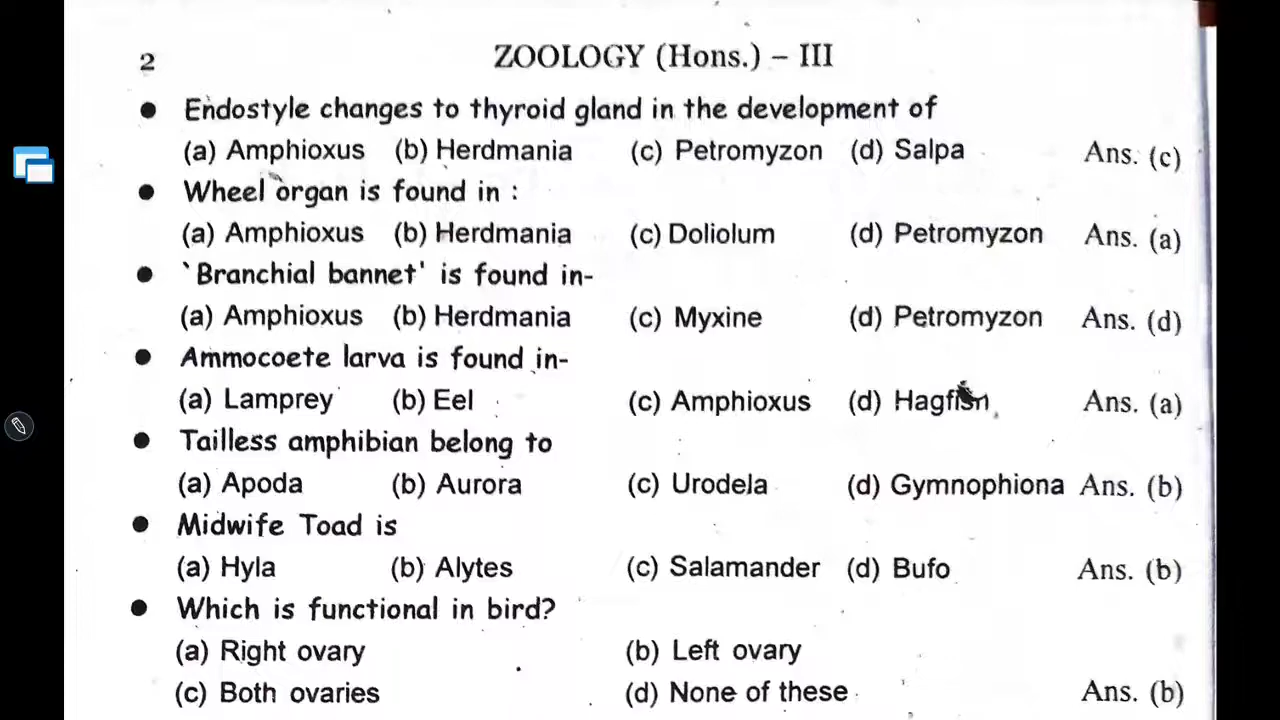 2 ZOOLOGY (Hons.) – III
• Endostyle changes to thyroid gland in the development of
(a) Amphioxus (b) Herdmania (c) Petromyzon (d) Salpa Ans. (c)
• Wheel organ is found in :
(a) Amphioxus (b) Herdmania (c) Doliolum (d) Petromyzon Ans. (a)
• `Branchial bannet' is found in-
(a) Amphioxus (b) Herdmania (c) Myxine (d) Petromyzon Ans. (d)
• Ammocoete larva is found in-
(a) Lamprey (b) Eel (c) Amphioxus (d) Hagfish Ans. (a)
• Tailless amphibian belong to
(a) Apoda (b) Aurora (c) Urodela (d) Gymnophiona Ans. (b)
• Midwife Toad is
(a) Hyla (b) Alytes (c) Salamander (d) Bufo Ans. (b)
• Which is functional in bird?
(a) Right ovary (b) Left ovary
(c) Both ovaries (d) None of these Ans. (b)